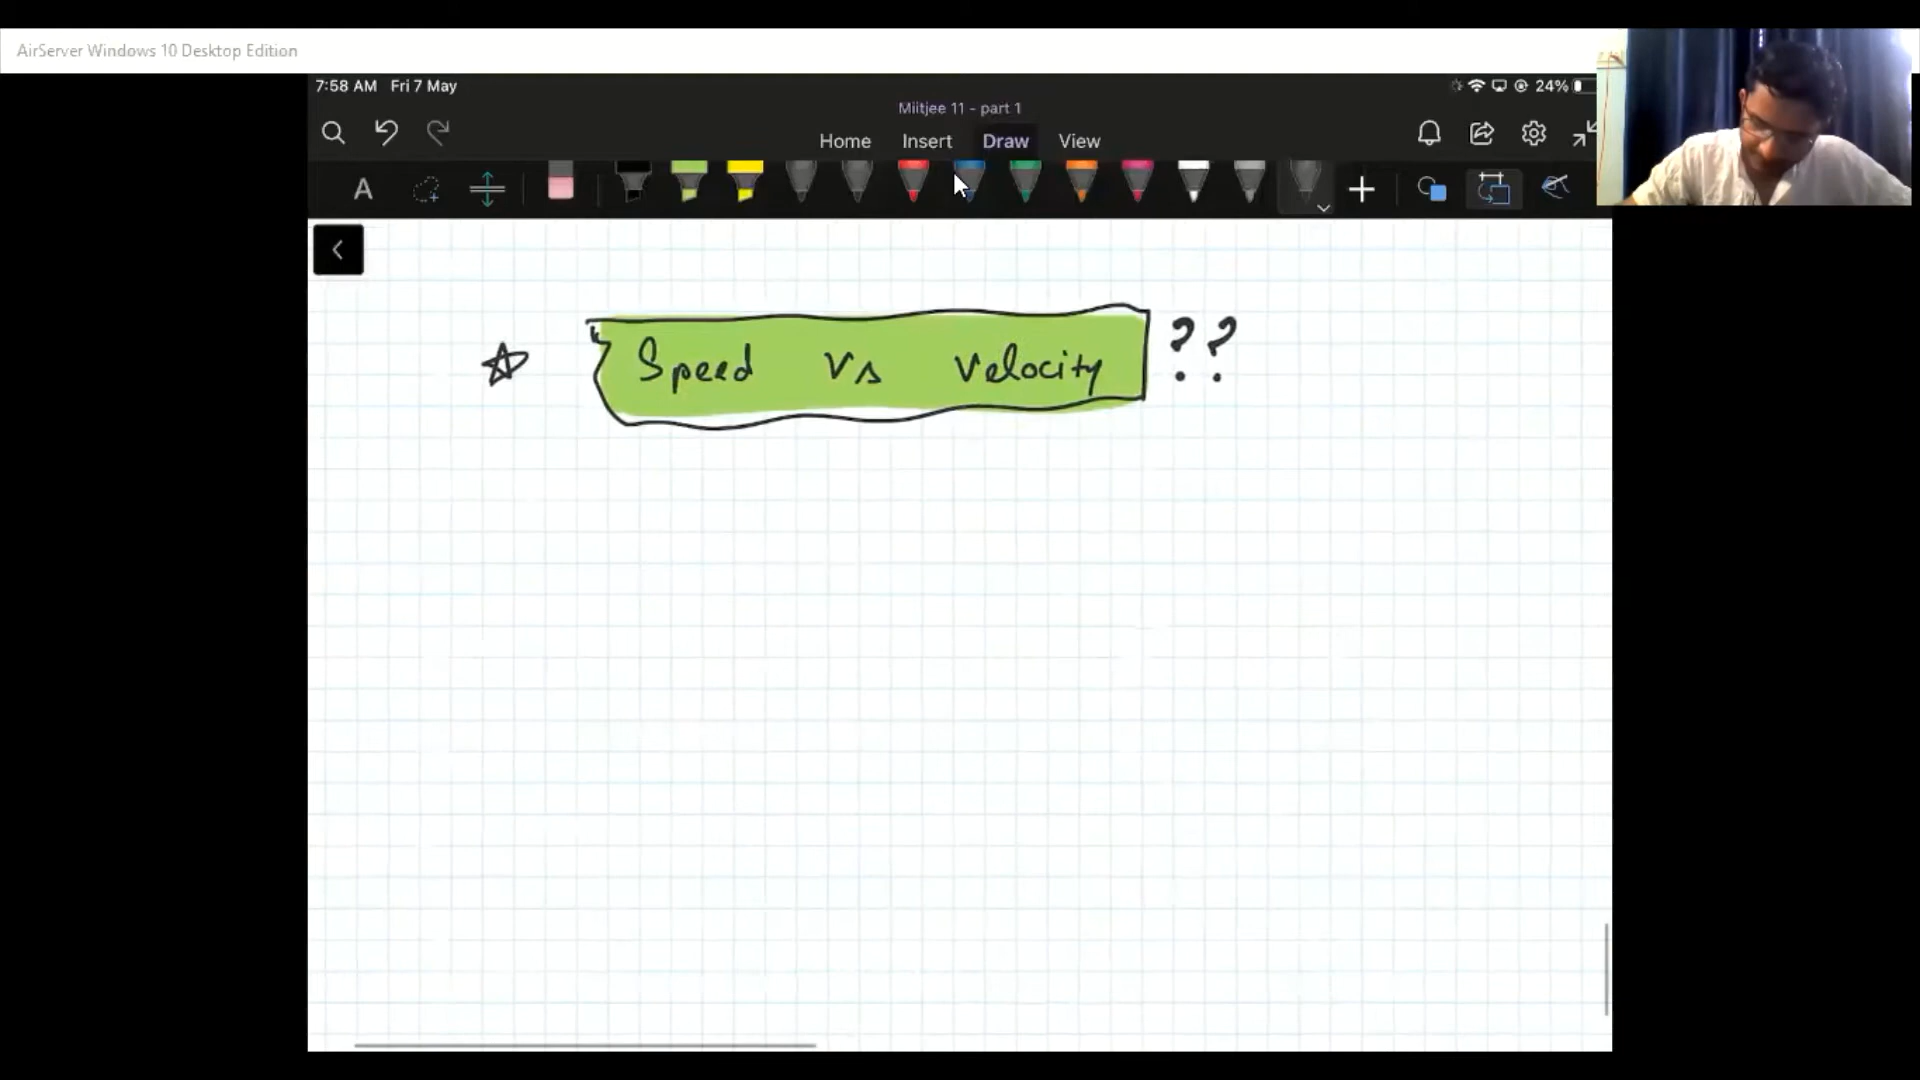 AirServer Windows 10 Desktop Edition
7:58 AM Fri 7 May
24%
Miitjee 11 - part 1
Home Insert Draw View
A
Speed Vs Velocity ??